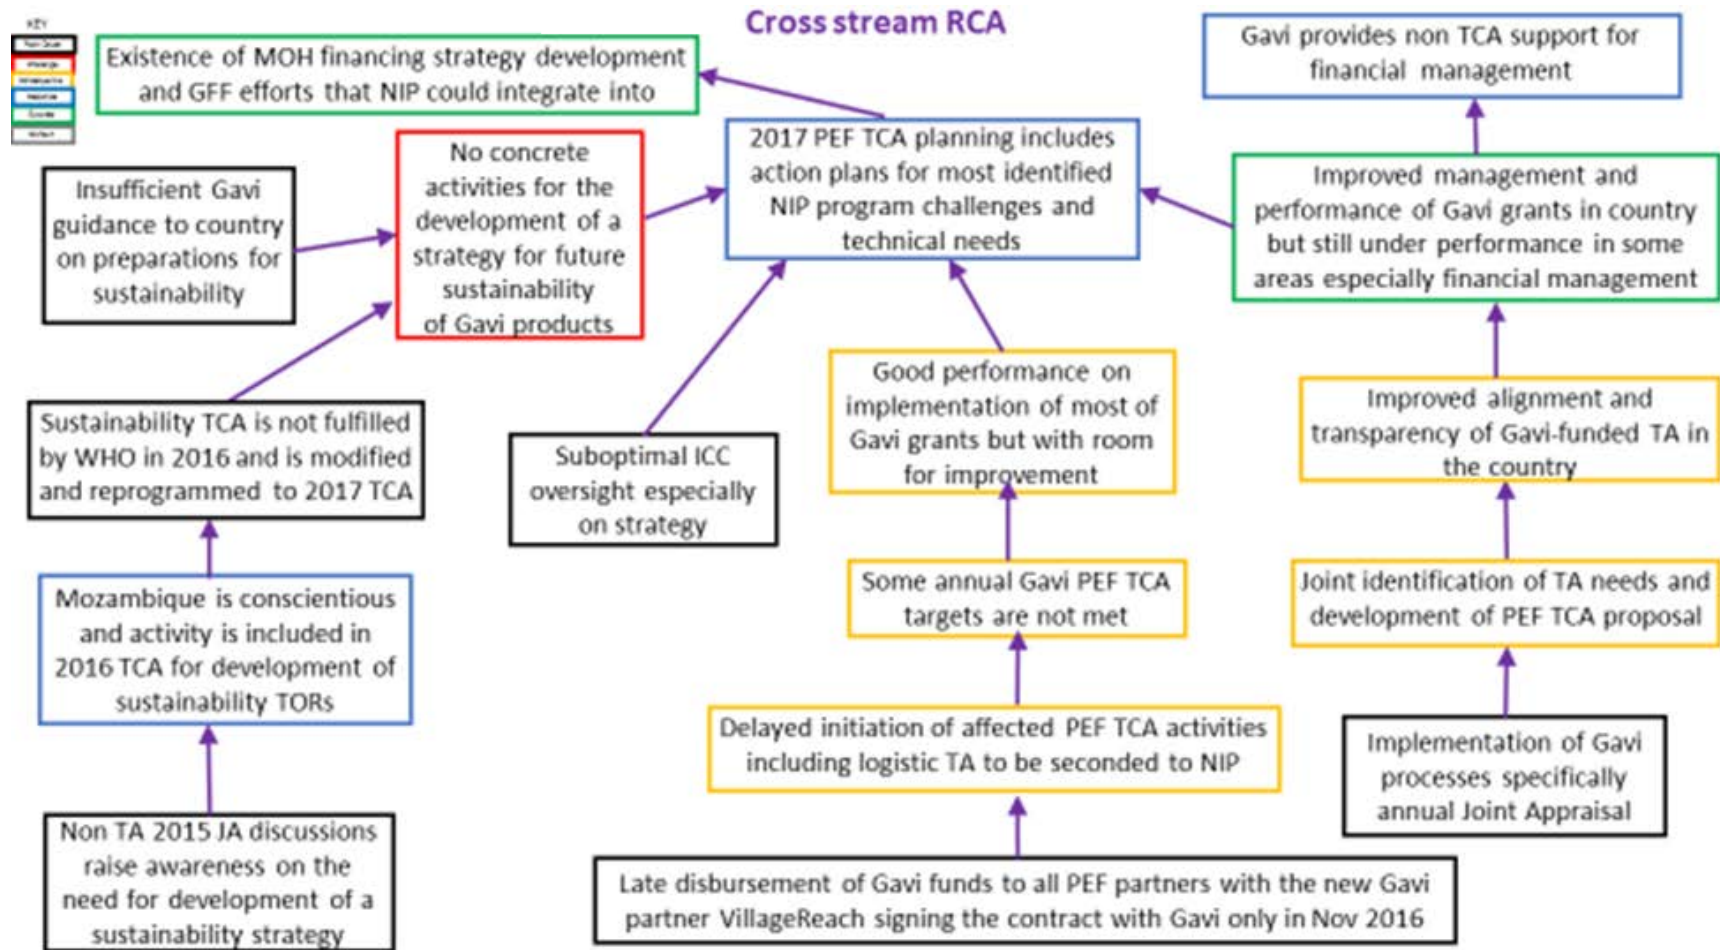 Cross stream RCA
KEY
Existence of MOH financing strategy development
and GFF efforts that NIP could integrate into
Gavi provides non TCA support for
financial management
Insufficient Gavi
guidance to country
on preparations for
sustainability
No concrete
activities for the
development of a
strategy for future
sustainability
of Gavi products
2017 PEF TCA planning includes
action plans for most identified
NIP program challenges and
technical needs
Improved management and
performance of Gavi grants in country
but still under performance in some
areas especially financial management
Sustainability TCA is not fulfilled
by WHO in 2016 and is modified
and reprogrammed to 2017 TCA
Suboptimal ICC
oversight especially
on strategy
Good performance on
implementation of most of
Gavi grants but with room
for improvement
Improved alignment and
transparency of Gavi-funded TA in
the country
Mozambique is conscientious
and activity is included in
2016 TCA for development of
sustainability TORs
Some annual Gavi PEF TCA
targets are not met
Joint identification of TA needs and
development of PEF TCA proposal
Delayed initiation of affected PEF TCA activities
including logistic TA to be seconded to NIP
Implementation of Gavi
processes specifically
annual Joint Appraisal
Non TA 2015 JA discussions
raise awareness on the
need for development of a
sustainability strategy
Late disbursement of Gavi funds to all PEF partners with the new Gavi
partner VillageReach signing the contract with Gavi only in Nov 2016